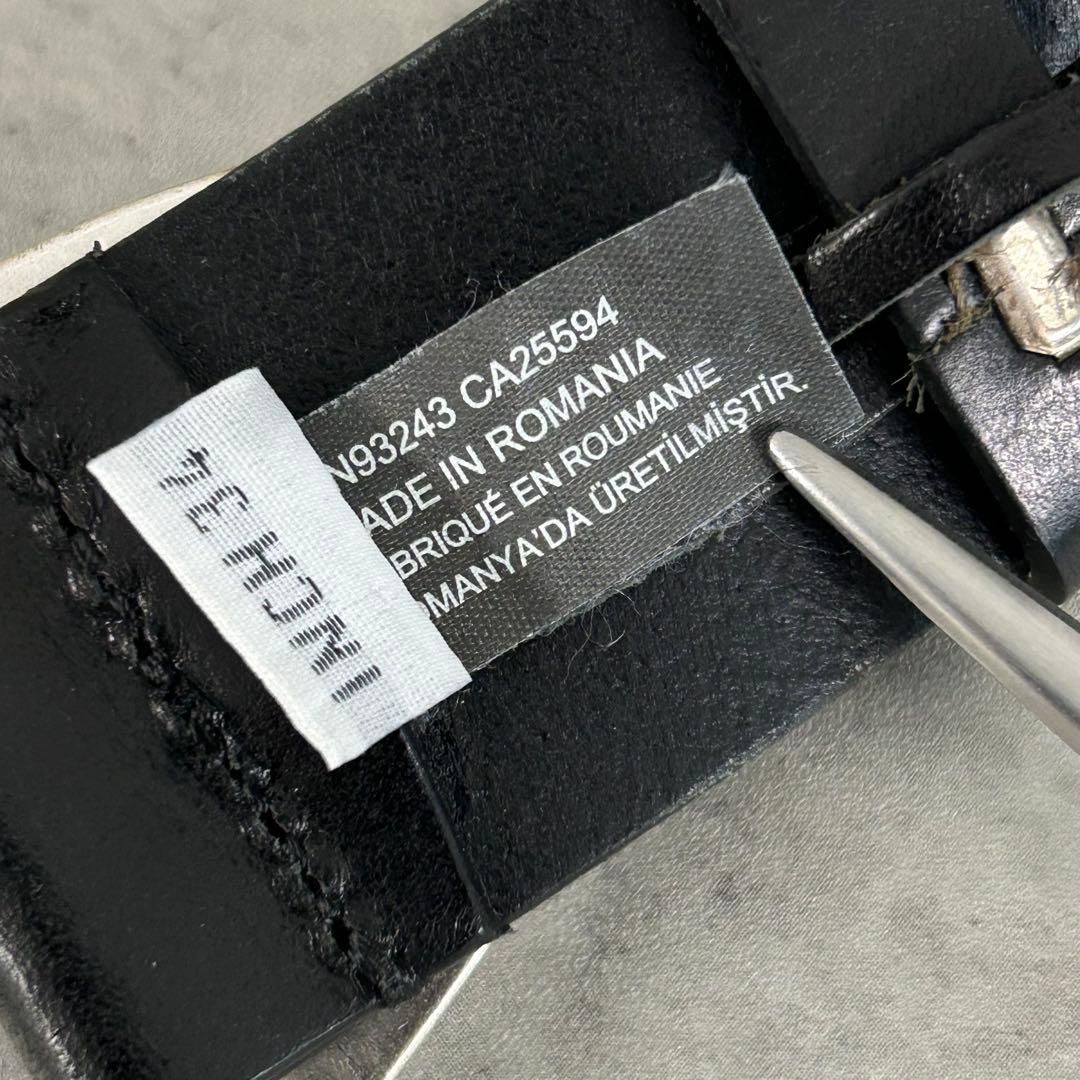 N93243 CA25594
ADE IN ROMANIA
BRIQUÉ EN ROUMANIE
OMANYA'DA ÜRETİLMİŞTİR.
INCH34